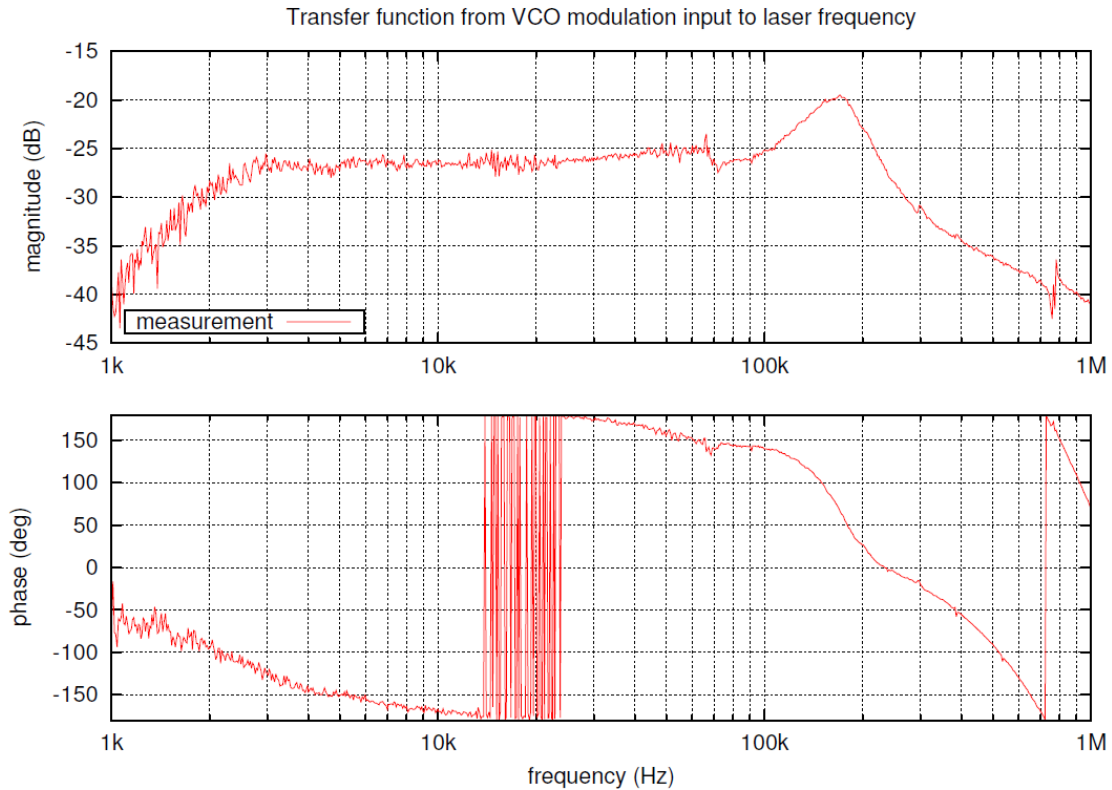 Transfer function from VCO modulation input to laser frequency
-15
-20
-25
-30
-35
-40
-45
magnitude (dB)
measurement
1k
10k
100k
1M
150
100
50
0
-50
-100
-150
phase (deg)
1k
10k
100k
1M
frequency (Hz)